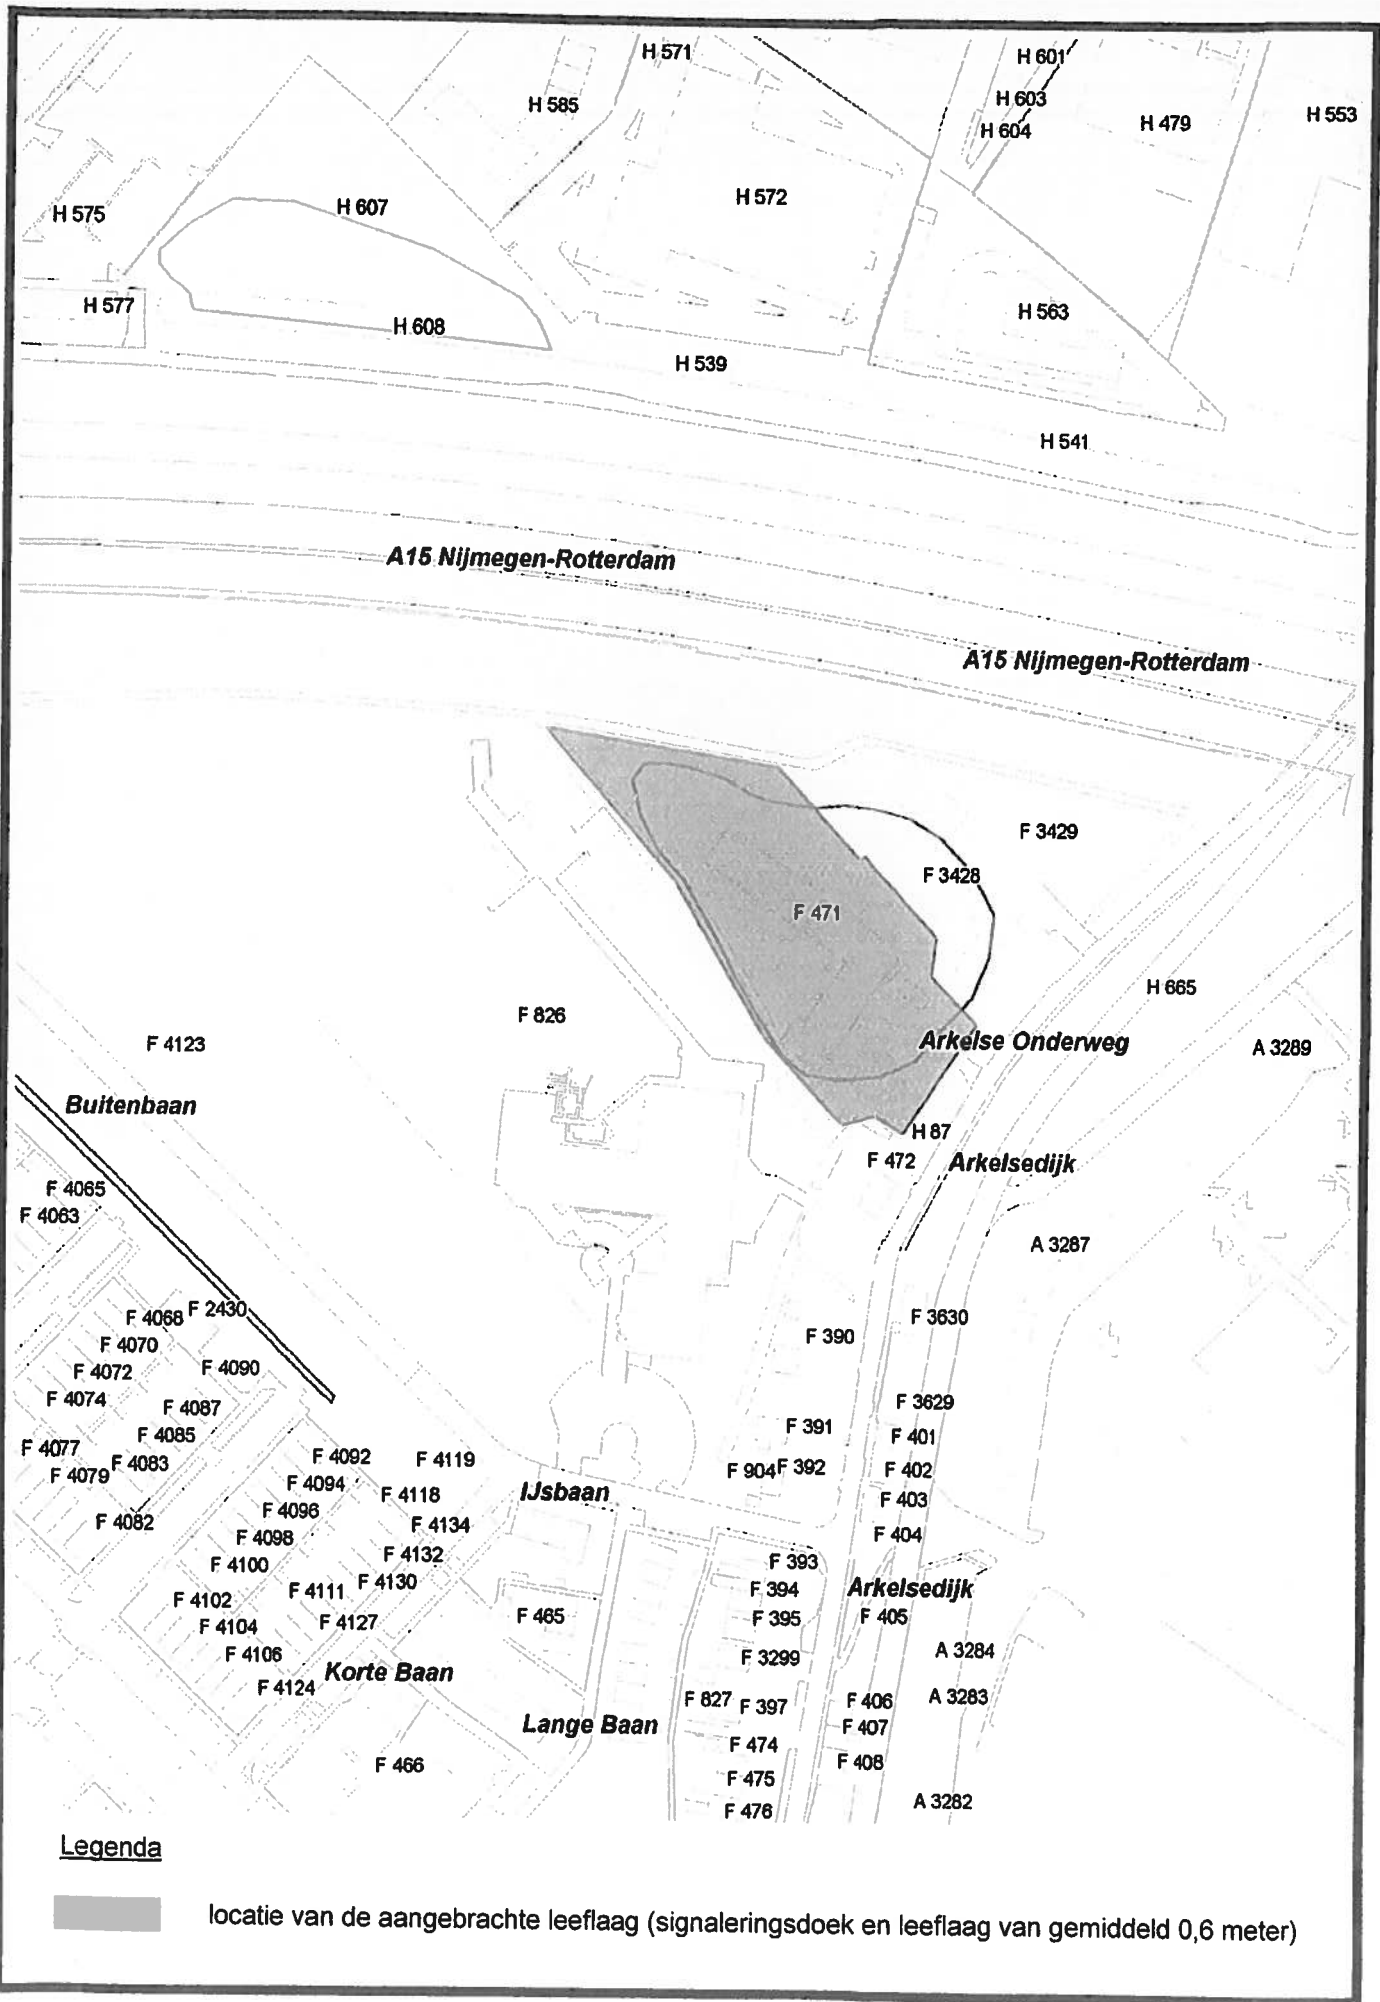 H 571
H 601
H 585
H 603
H 553
H 604
H 479
H 572
H 575
H 607
H 577
H 563
H 608
H 539
H 541
A15 Nijmegen-Rotterdam
A15 Nijmegen-Rotterdam
F 3429
F 3428
F 471
H 665
F 826
F 4123
Arkelse Onderweg
A 3289
Buitenbaan
H 87
F 472
Arkelsedijk
F 4065
F 4063
A 3287
F 2430
F 4068
F 3630
F 4070
F 390
F 4072
F 4090
F 4074
F 4087
F 3629
F 4085
F 391
F 401
F 4077
F 4083
F 4092
F 4119
F 4079
F 904
F 392
F 402
F 4094
F 4118
IJsbaan
F 403
F 4096
F 4082
F 4134
F 4098
F 404
F 4132
F 4100
F 393
F 4130
F 4111
F 394
Arkelsedijk
F 4102
F 4104
F 4127
F 465
F 395
F 405
F 4106
F 3299
A 3284
Korte Baan
F 4124
F 827
F 397
F 406
A 3283
Lange Baan
F 407
F 474
F 466
F 408
F 475
F 476
A 3282
Legenda
locatie van de aangebrachte leeflaag (signaleringsdoek en leeflaag van gemiddeld 0,6 meter)